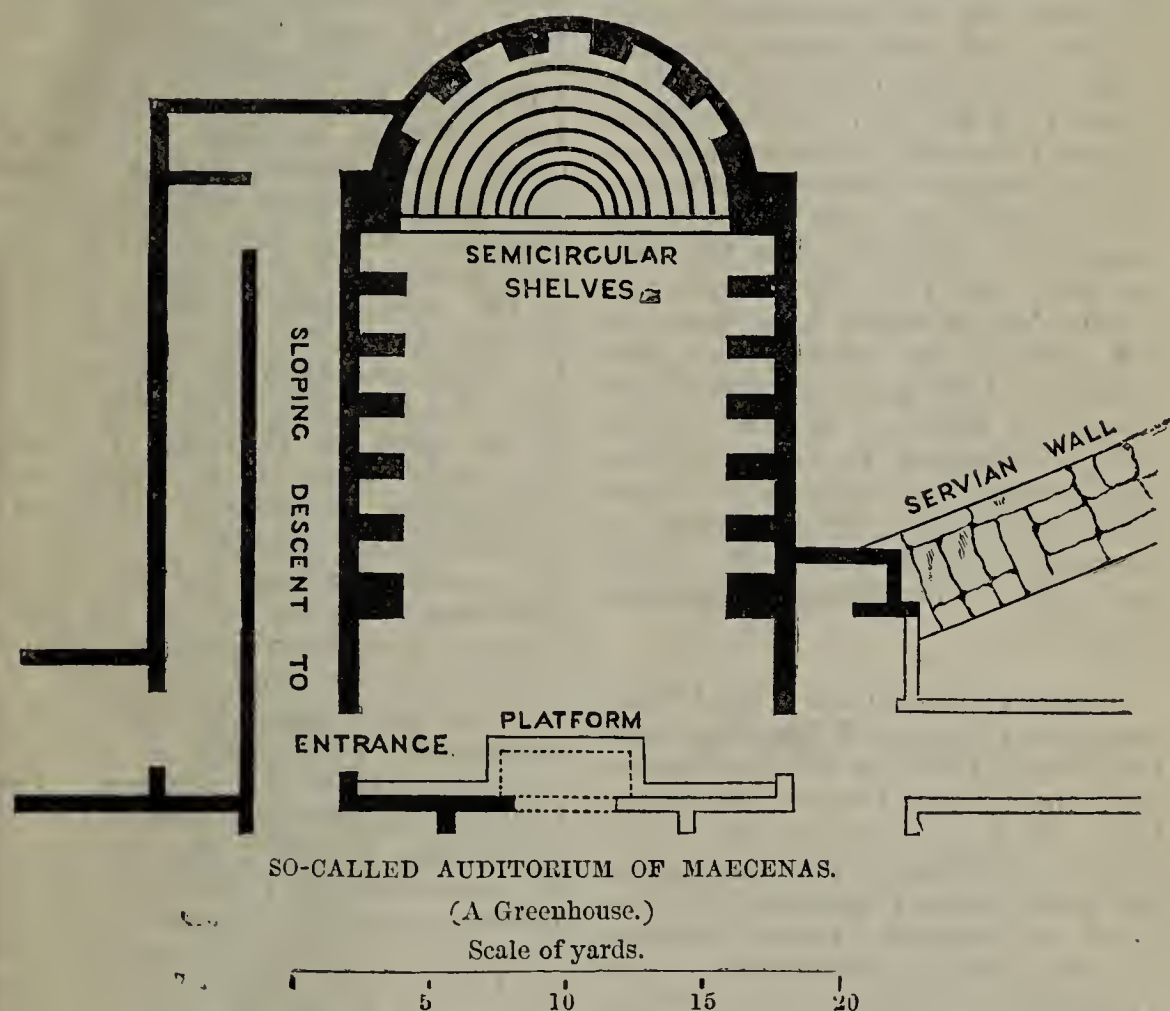 SEMICIRCULAR
SHELVES
SLOPING DESCENT TO
ENTRANCE.
PLATFORM
SERVIAN WALL
SO-CALLED AUDITORIUM OF MAECENAS.
(A Greenhouse.)
Scale of yards.
5 10 15 20